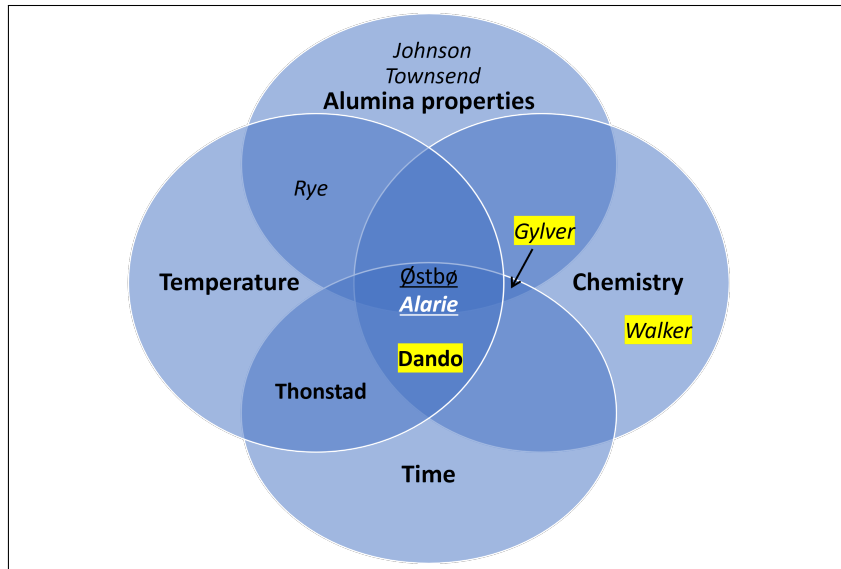 Johnson
Townsend
Alumina properties
Rye
Gylver
Temperature
Østbø
Chemistry
Alarie
Walker
Dando
Thonstad
Time